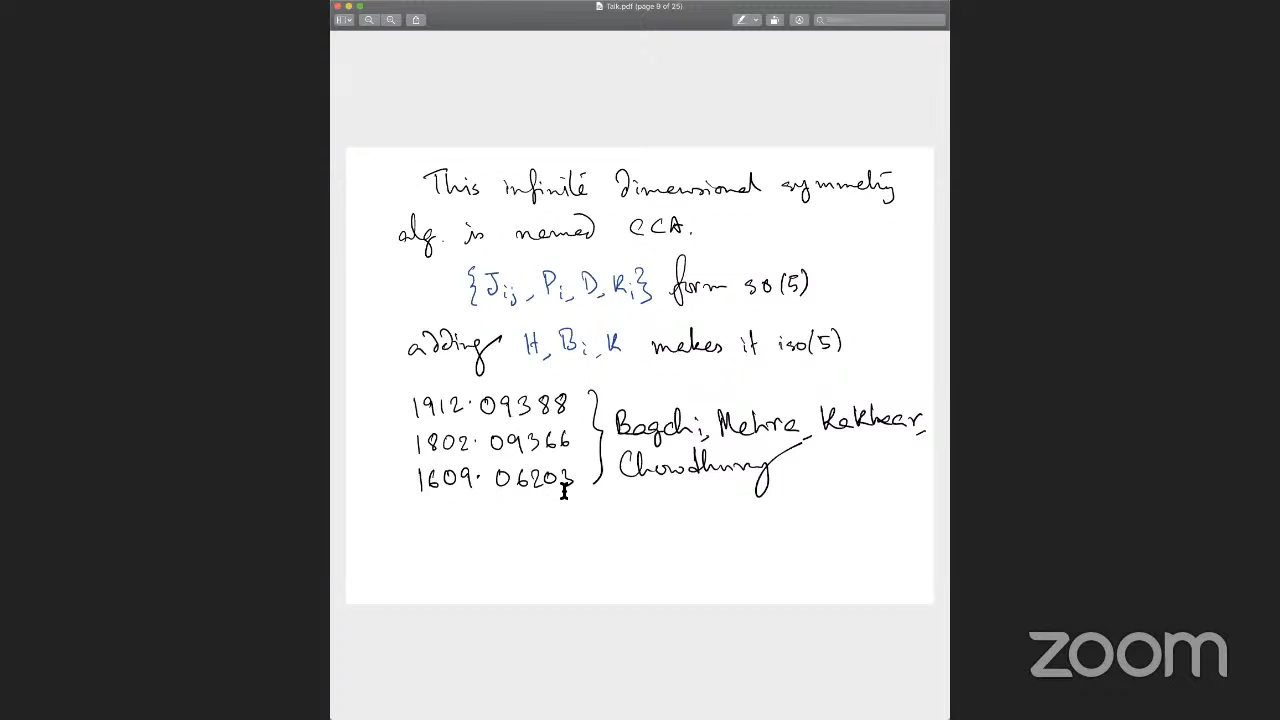 Talk.pdf (page 9 of 25)
This infinite dimensional symmetry
alg. is named CCA.
{Jij, Pi, D, Ki} form so(5)
adding H, Bi, K makes it iso(5)
1912.09388
1802.09366
1609.06203
Bagchi, Mehra, Kakkar,
Chowdhury
zoom